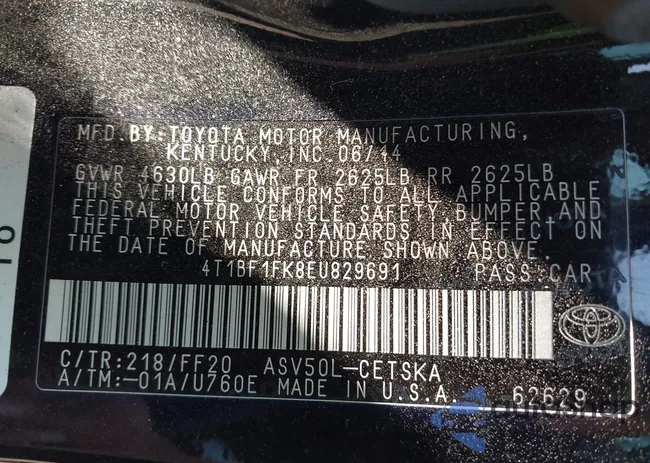 MFD. BY: TOYOTA MOTOR MANUFACTURING,
KENTUCKY, INC. 06/14
GVWR 4630LB GAWR FR 2625LB RR 2625LB
THIS VEHICLE CONFORMS TO ALL APPLICABLE
FEDERAL MOTOR VEHICLE SAFETY, BUMPER, AND
THEFT PREVENTION STANDARDS IN EFFECT ON
THE DATE OF MANUFACTURE SHOWN ABOVE.
4T1BF1FK8EU829691 PASS. CAR
C/TR: 218/FF20 ASV50L-CETSKA
A/TM: -01A/U760E MADE IN U.S.A. 62629